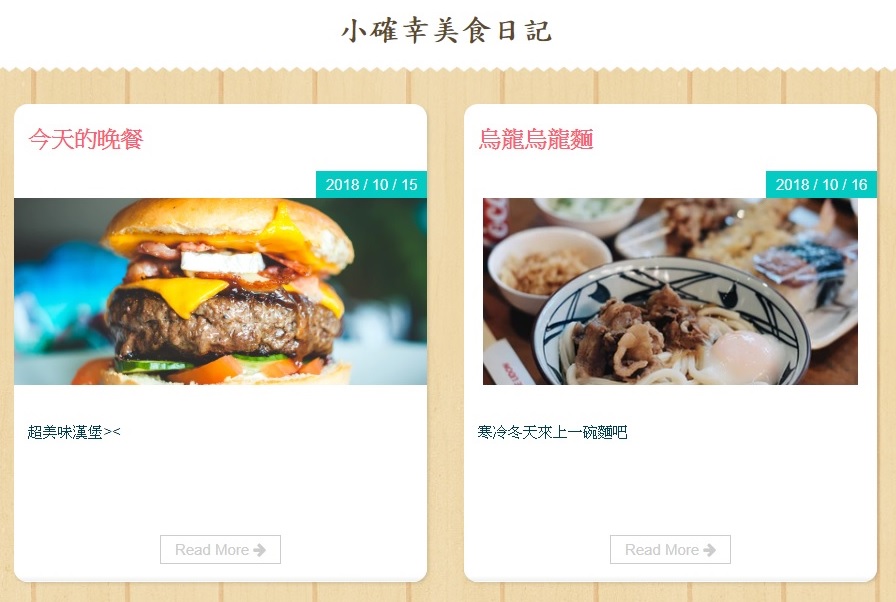 小確幸美食日記
今天的晚餐
2018 / 10 / 15
超美味漢堡><
Read More
烏龍烏龍麵
2018 / 10 / 16
寒冷冬天來上一碗麵吧
Read More